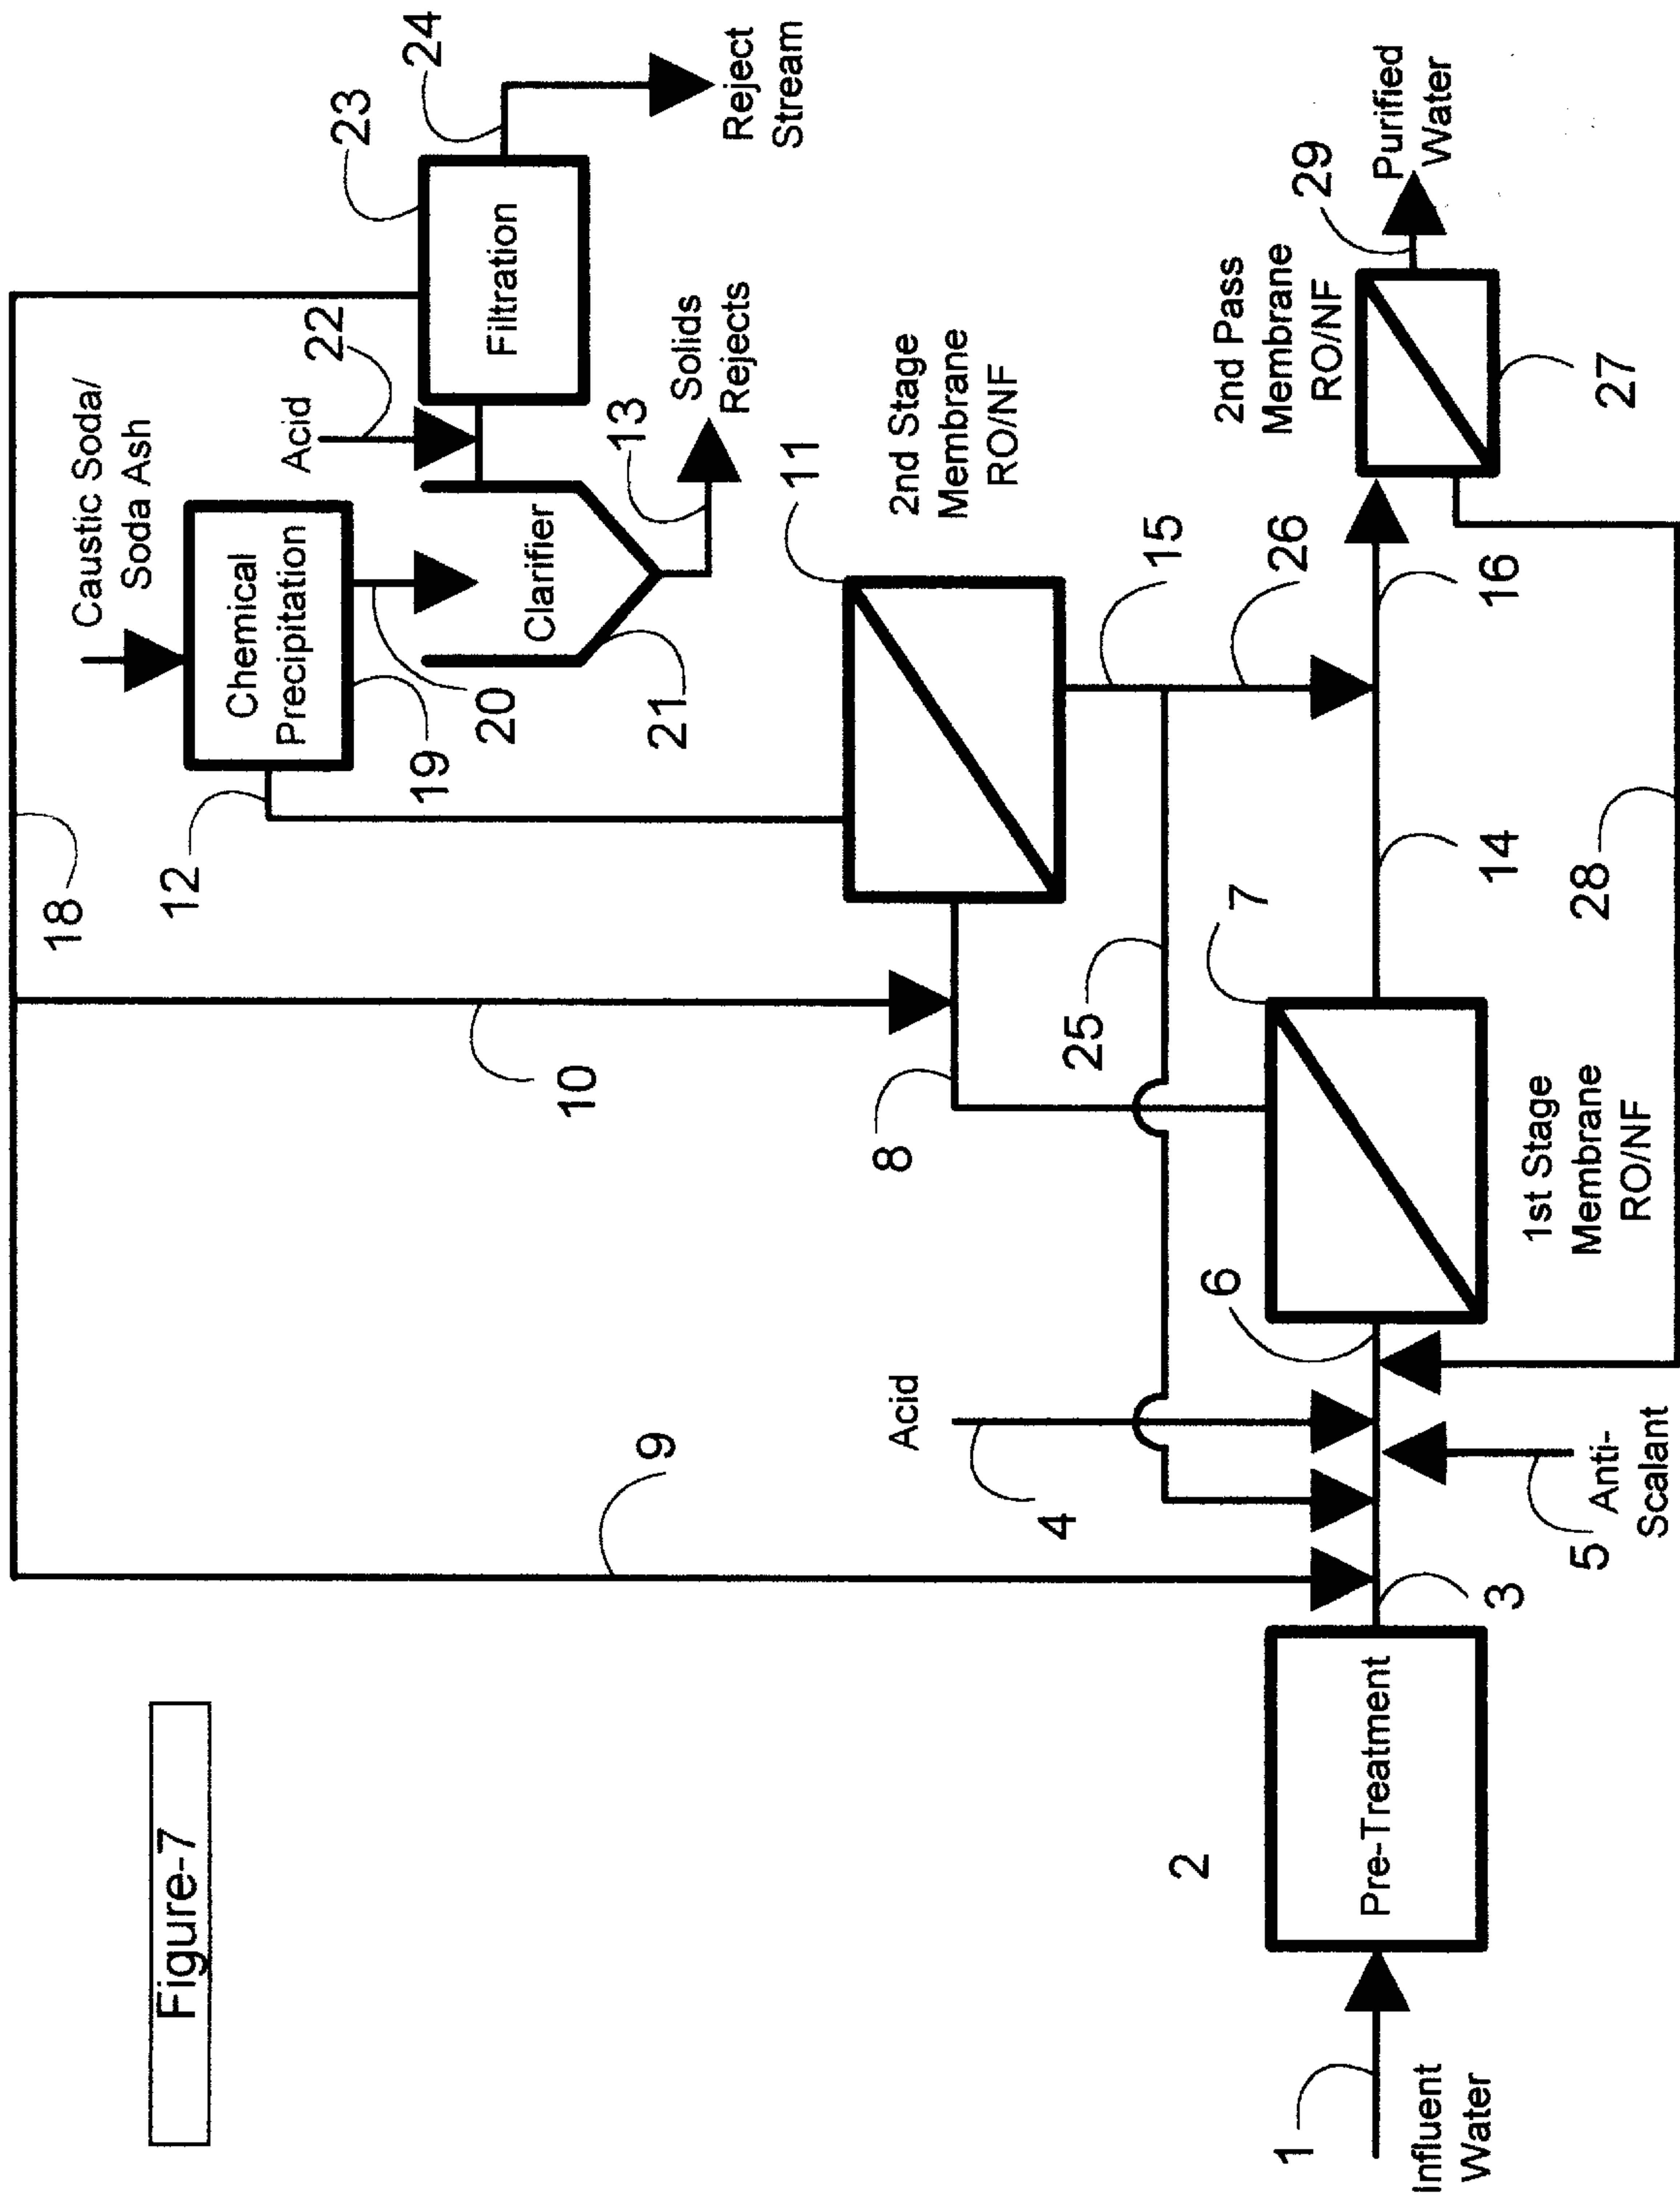 Figure-7
18
Caustic Soda/
Soda Ash
12
Chemical
Precipitation
19
20
Acid
22
23
24
Filtration
Reject
Stream
Clarifier
21
13
Solids
Rejects
10
9
8
11
2nd Stage
Membrane
RO/NF
Acid
4
25
15
26
2nd Pass
Membrane
RO/NF
29
Purified
Water
1
Influent
Water
2
Pre-Treatment
3
5
Anti-
Scalant
6
7
1st Stage
Membrane
RO/NF
14
16
27
28